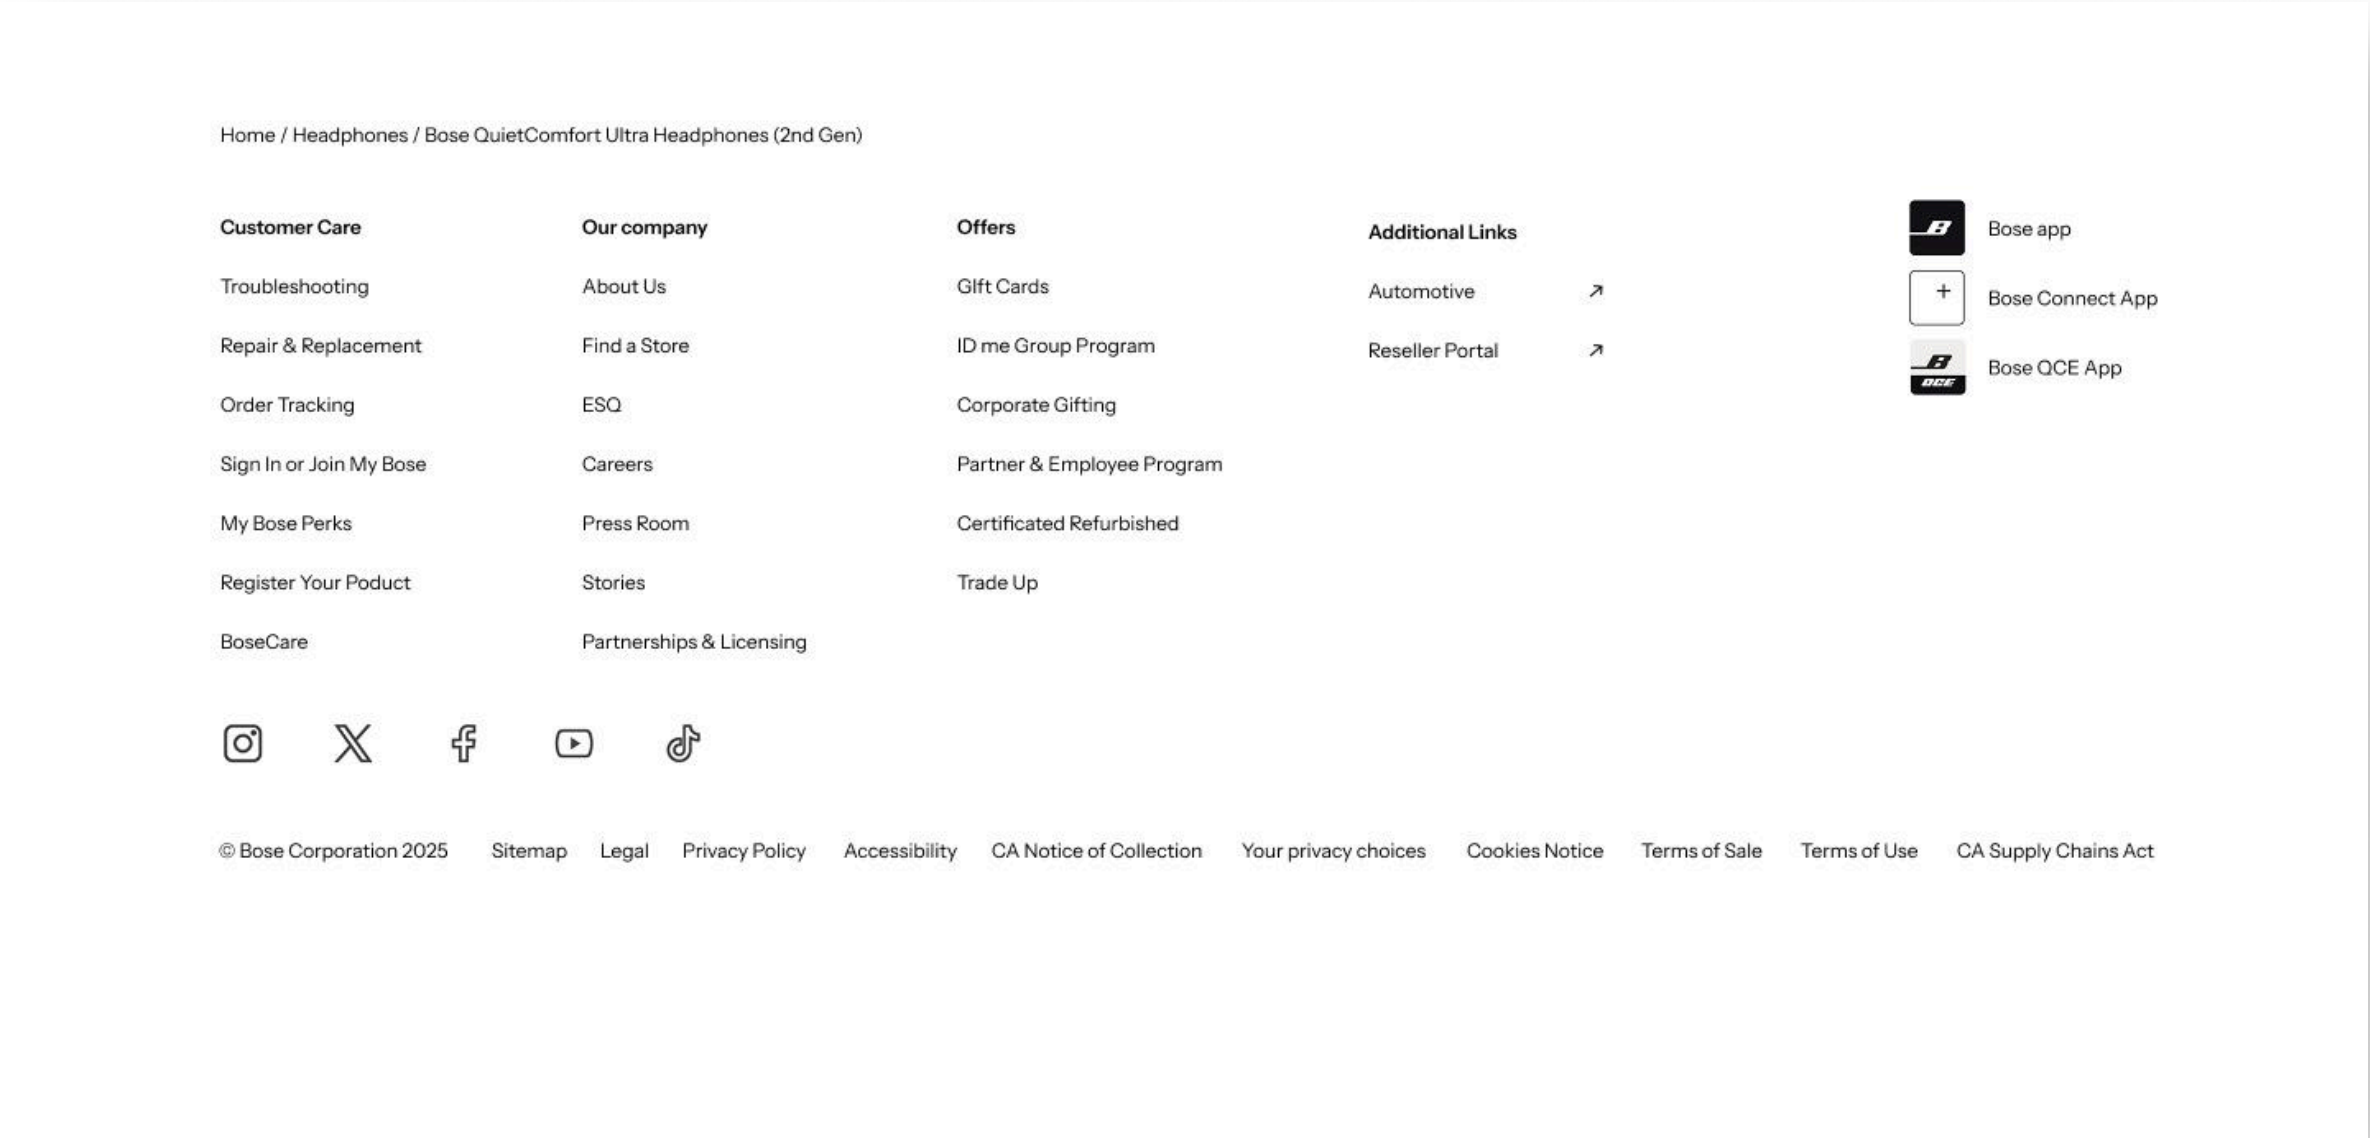 Home / Headphones / Bose QuietComfort Ultra Headphones (2nd Gen)
Customer Care
Troubleshooting
Repair & Replacement
Order Tracking
Sign In or Join My Bose
My Bose Perks
Register Your Poduct
BoseCare
Our company
About Us
Find a Store
ESQ
Careers
Press Room
Stories
Partnerships & Licensing
Offers
GIft Cards
ID me Group Program
Corporate Gifting
Partner & Employee Program
Certificated Refurbished
Trade Up
Additional Links
Automotive
Reseller Portal
B
Bose app
+
Bose Connect App
B
QCE
Bose QCE App
© Bose Corporation 2025 Sitemap Legal Privacy Policy Accessibility CA Notice of Collection Your privacy choices Cookies Notice Terms of Sale Terms of Use CA Supply Chains Act